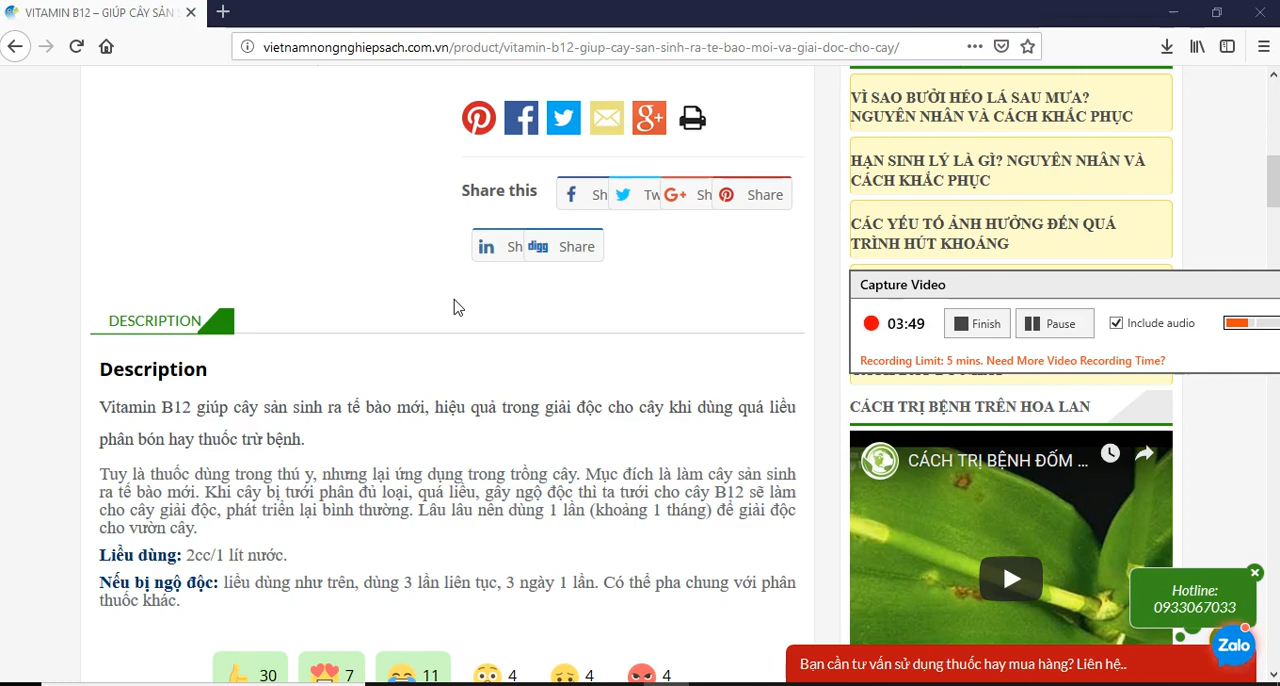 VITAMIN B12 – GIÚP CÂY SẢN
vietnamnongnghiepsach.com.vn/product/vitamin-b12-giup-cay-san-sinh-ra-te-bao-moi-va-giai-doc-cho-cay/
VÌ SAO BƯỞI HÉO LÁ SAU MƯA?
NGUYÊN NHÂN VÀ CÁCH KHẮC PHỤC
HẠN SINH LÝ LÀ GÌ? NGUYÊN NHÂN VÀ
CÁCH KHẮC PHỤC
CÁC YẾU TỐ ẢNH HƯỞNG ĐẾN QUÁ
TRÌNH HÚT KHOÁNG
Share this
Sh
Tw
G+ Sh
Share
in Sh
digg Share
Capture Video
03:49
Finish
Pause
Include audio
Recording Limit: 5 mins. Need More Video Recording Time?
DESCRIPTION
Description
Vitamin B12 giúp cây sản sinh ra tế bào mới, hiệu quả trong giải độc cho cây khi dùng quá liều
phân bón hay thuốc trừ bệnh.
Tuy là thuốc dùng trong thú y, nhưng lại ứng dụng trong trồng cây. Mục đích là làm cây sản sinh
ra tế bào mới. Khi cây bị tưới phân đủ loại, quá liều, gây ngộ độc thì ta tưới cho cây B12 sẽ làm
cho cây giải độc, phát triển lại bình thường. Lâu lâu nên dùng 1 lần (khoảng 1 tháng) để giải độc
cho vườn cây.
Liều dùng: 2cc/1 lít nước.
Nếu bị ngộ độc: liều dùng như trên, dùng 3 lần liên tục, 3 ngày 1 lần. Có thể pha chung với phân
thuốc khác.
30
7
11
4
4
4
CÁCH TRỊ BỆNH TRÊN HOA LAN
CÁCH TRỊ BỆNH ĐỐM ...
Hotline:
0933067033
Zalo
Bạn cần tư vấn sử dụng thuốc hay mua hàng? Liên hệ..